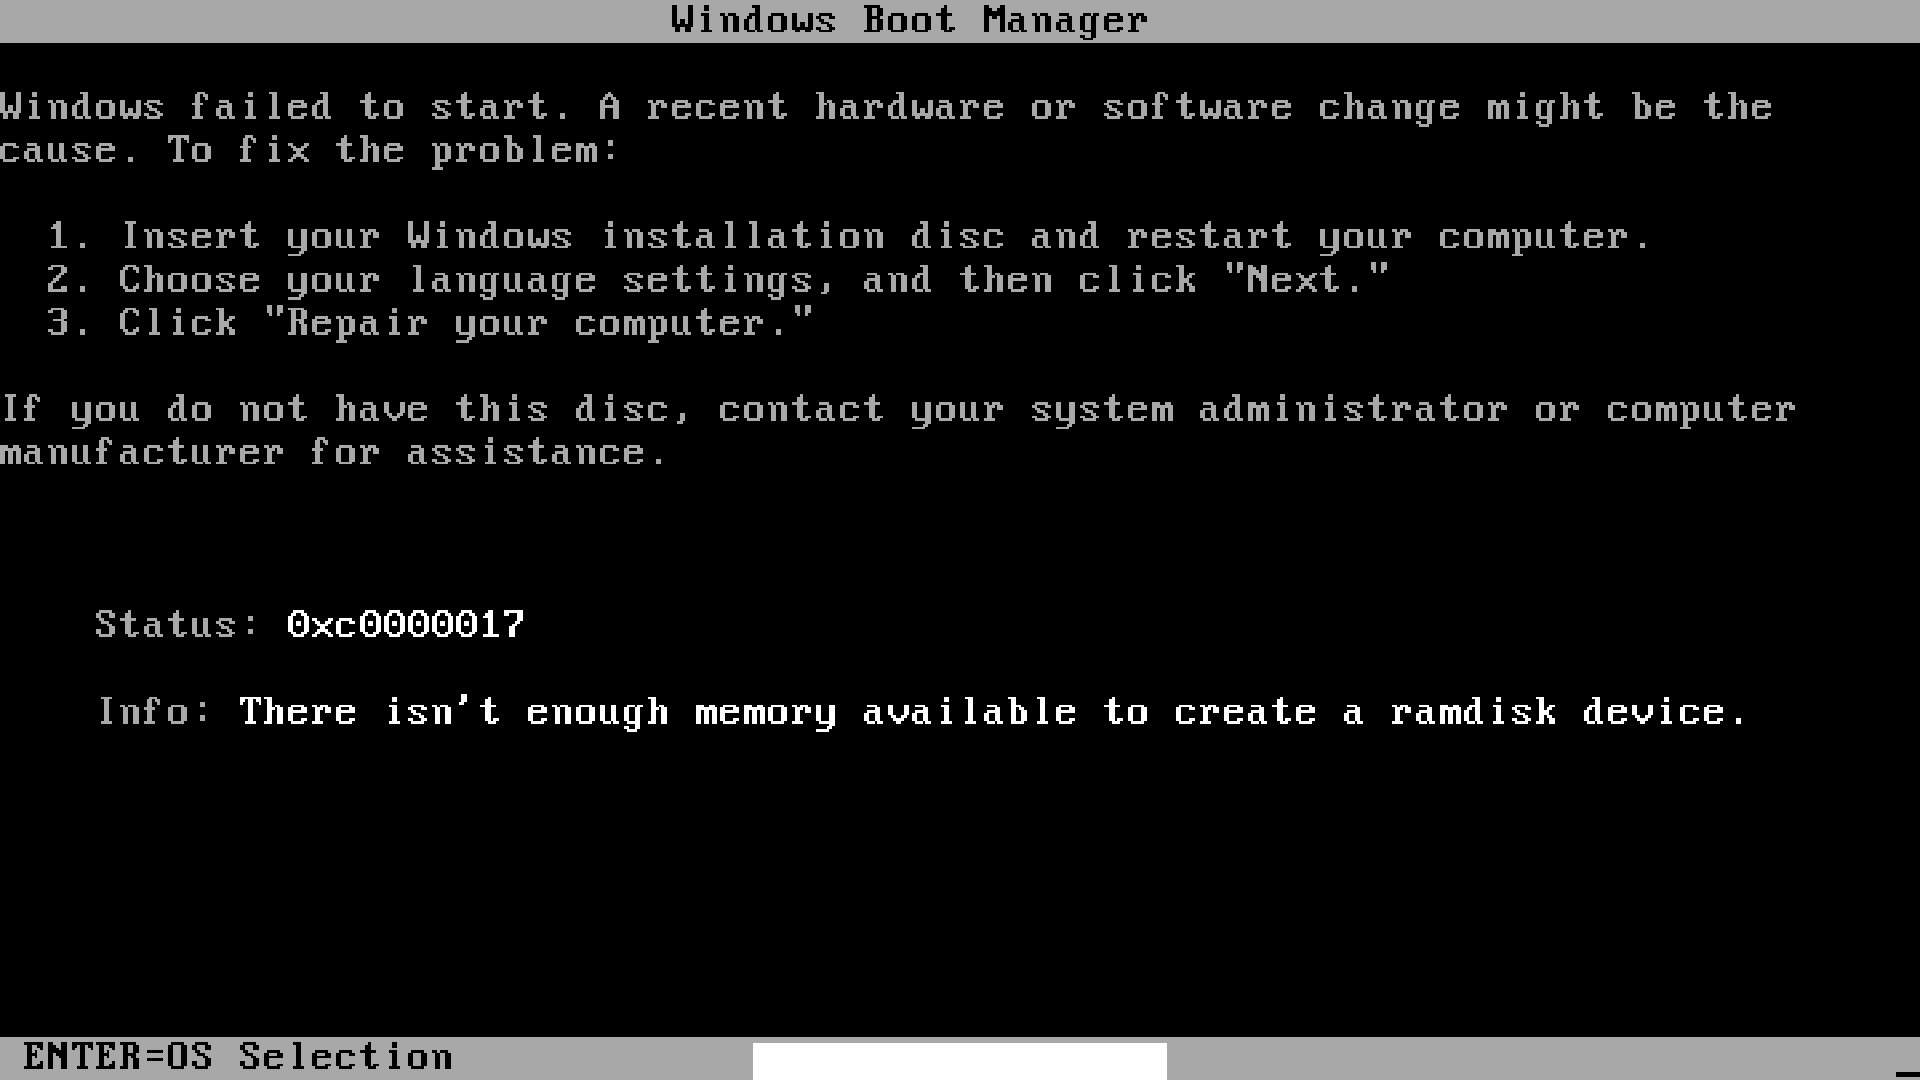 Windows Boot Manager
Windows failed to start. A recent hardware or software change might be the
cause. To fix the problem:
1. Insert your Windows installation disc and restart your computer.
2. Choose your language settings, and then click "Next."
3. Click "Repair your computer."
If you do not have this disc, contact your system administrator or computer
manufacturer for assistance.
Status: 0xc0000017
Info: There isn't enough memory available to create a ramdisk device.
ENTER=OS Selection